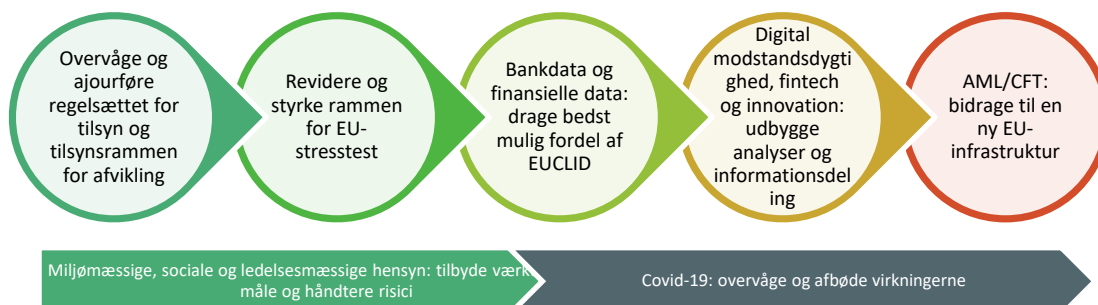 Overvåge og
ajourføre
regelsættet for
tilsyn og
tilsynsrammen
for afvikling
Revidere og
styrke rammen
for EU-
stresstest
Bankdata og
finansielle data:
drage bedst
mulig fordel af
EUCLID
Digital
modstandsdygti
ghed, fintech
og innovation:
udbygge
analyser og
informationsdel
ing
AML/CFT:
bidrage til en
ny EU-
infrastruktur
Miljømæssige, sociale og ledelsesmæssige hensyn: tilbyde værk
måle og håndtere risici
Covid-19: overvåge og afbøde virkningerne